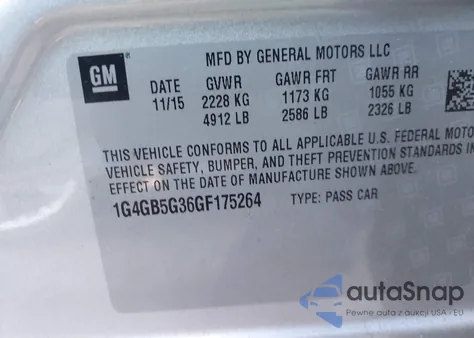 GM
MFD BY GENERAL MOTORS LLC
DATE GVWR GAWR FRT GAWR RR
11/15 2228 KG 1173 KG 1055 KG
4912 LB 2586 LB 2326 LB
THIS VEHICLE CONFORMS TO ALL APPLICABLE U.S. FEDERAL MOTO
VEHICLE SAFETY, BUMPER, AND THEFT PREVENTION STANDARDS IN
EFFECT ON THE DATE OF MANUFACTURE SHOWN ABOVE.
1G4GB5G36GF175264 TYPE: PASS CAR
autoSnap
Pewne auta z aukcji USA i EU